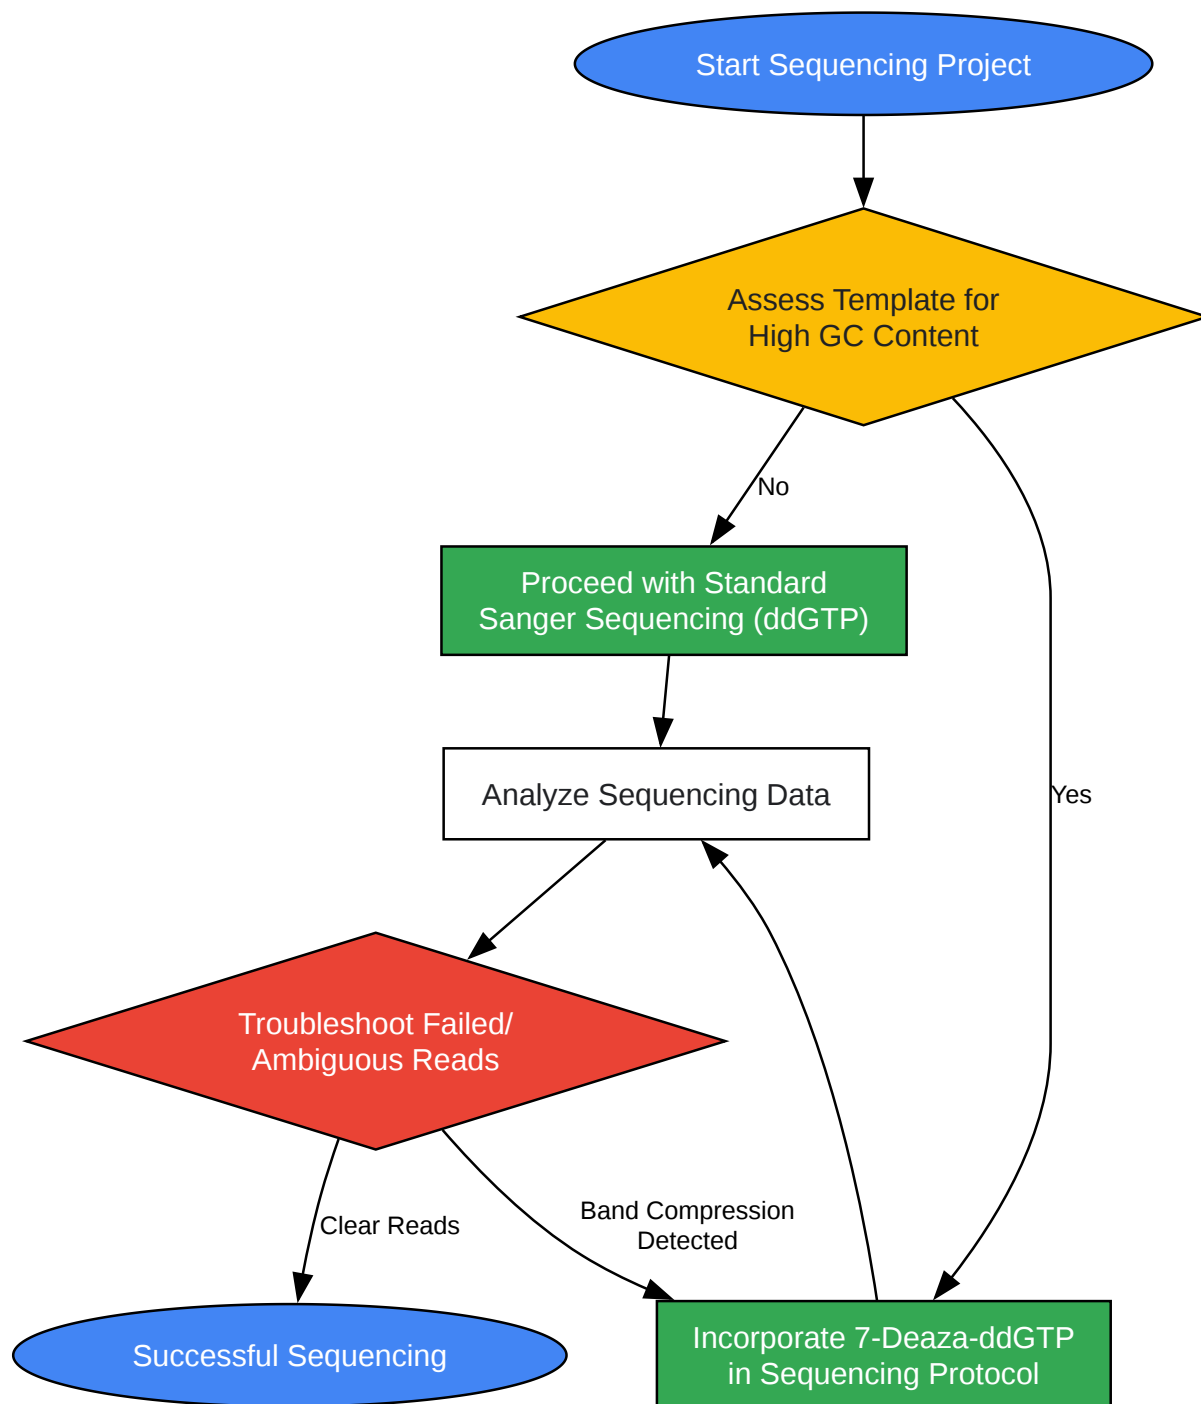 Start Sequencing Project
Assess Template for
High GC Content
No
Proceed with Standard
Sanger Sequencing (ddGTP)
Analyze Sequencing Data
Yes
Troubleshoot Failed/
Ambiguous Reads
Clear Reads
Band Compression
Detected
Successful Sequencing
Incorporate 7-Deaza-ddGTP
in Sequencing Protocol